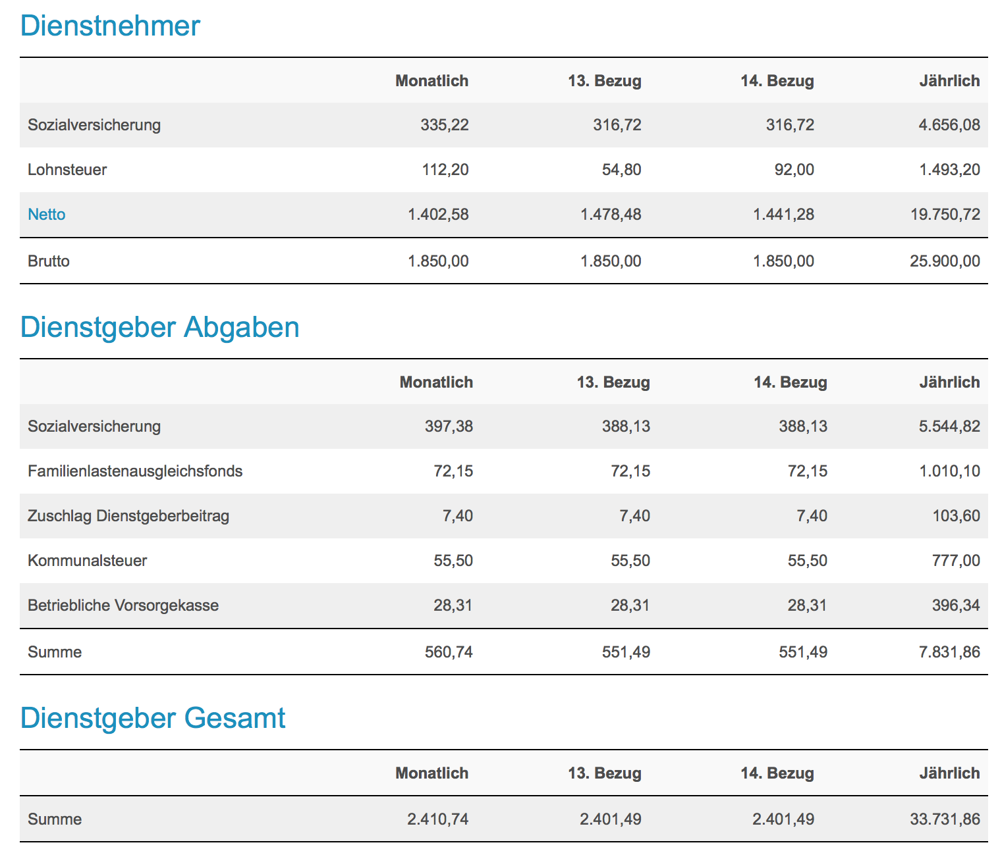 Dienstnehmer
Monatlich 13. Bezug 14. Bezug Jährlich
Sozialversicherung 335,22 316,72 316,72 4.656,08
Lohnsteuer 112,20 54,80 92,00 1.493,20
Netto 1.402,58 1.478,48 1.441,28 19.750,72
Brutto 1.850,00 1.850,00 1.850,00 25.900,00
Dienstgeber Abgaben
Monatlich 13. Bezug 14. Bezug Jährlich
Sozialversicherung 397,38 388,13 388,13 5.544,82
Familienlastenausgleichsfonds 72,15 72,15 72,15 1.010,10
Zuschlag Dienstgeberbeitrag 7,40 7,40 7,40 103,60
Kommunalsteuer 55,50 55,50 55,50 777,00
Betriebliche Vorsorgekasse 28,31 28,31 28,31 396,34
Summe 560,74 551,49 551,49 7.831,86
Dienstgeber Gesamt
Monatlich 13. Bezug 14. Bezug Jährlich
Summe 2.410,74 2.401,49 2.401,49 33.731,86